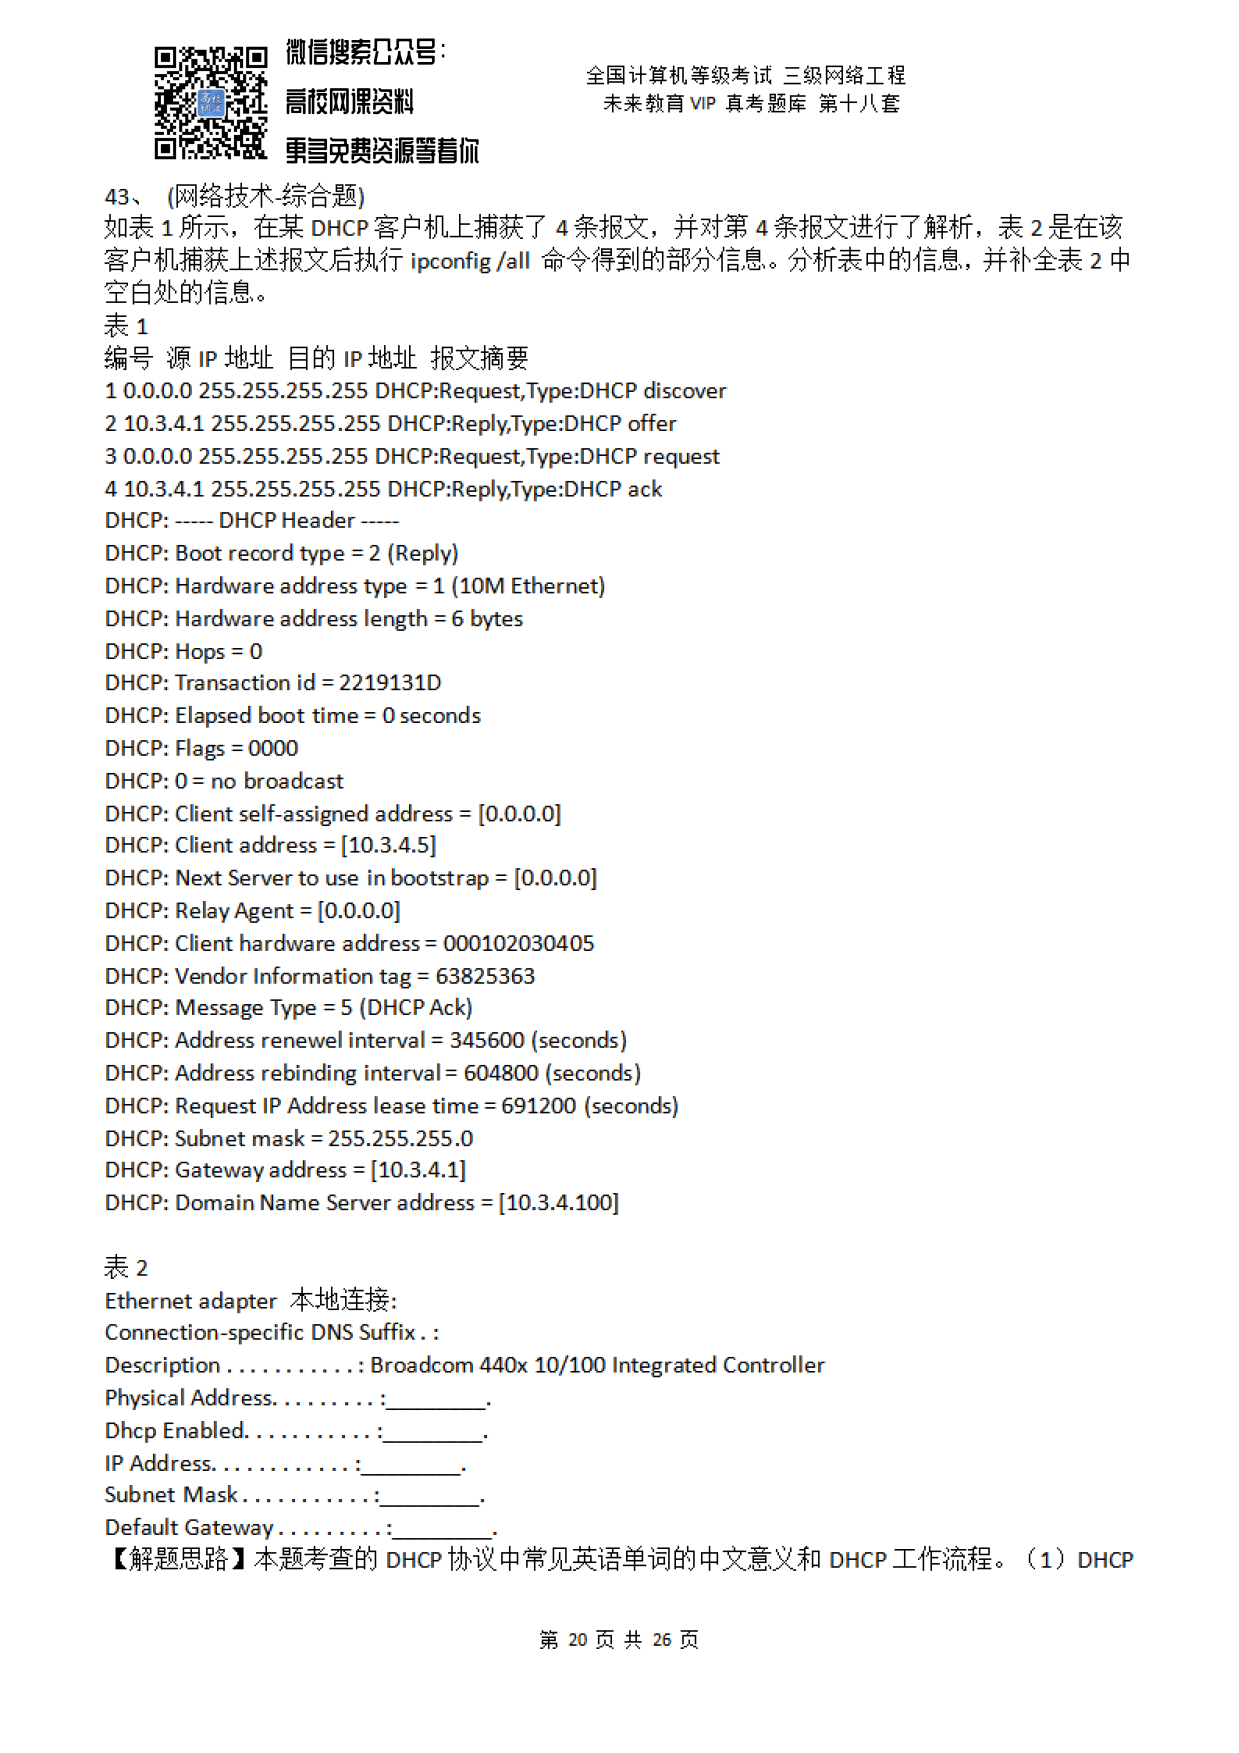 微信搜索公众号：
高校网课资料
更多免费资源等着你
全国计算机等级考试 三级网络工程
未来教育 VIP 真考题库 第十八套
高校
网课
43、 (网络技术-综合题)
如表 1 所示，在某 DHCP 客户机上捕获了 4 条报文，并对第 4 条报文进行了解析，表 2 是在该
客户机捕获上述报文后执行 ipconfig /all 命令得到的部分信息。分析表中的信息，并补全表 2 中
空白处的信息。
表 1
编号 源 IP 地址 目的 IP 地址 报文摘要
1 0.0.0.0 255.255.255.255 DHCP:Request,Type:DHCP discover
2 10.3.4.1 255.255.255.255 DHCP:Reply,Type:DHCP offer
3 0.0.0.0 255.255.255.255 DHCP:Request,Type:DHCP request
4 10.3.4.1 255.255.255.255 DHCP:Reply,Type:DHCP ack
DHCP: ----- DHCP Header -----
DHCP: Boot record type = 2 (Reply)
DHCP: Hardware address type = 1 (10M Ethernet)
DHCP: Hardware address length = 6 bytes
DHCP: Hops = 0
DHCP: Transaction id = 2219131D
DHCP: Elapsed boot time = 0 seconds
DHCP: Flags = 0000
DHCP: 0 = no broadcast
DHCP: Client self-assigned address = [0.0.0.0]
DHCP: Client address = [10.3.4.5]
DHCP: Next Server to use in bootstrap = [0.0.0.0]
DHCP: Relay Agent = [0.0.0.0]
DHCP: Client hardware address = 000102030405
DHCP: Vendor Information tag = 63825363
DHCP: Message Type = 5 (DHCP Ack)
DHCP: Address renewel interval = 345600 (seconds)
DHCP: Address rebinding interval = 604800 (seconds)
DHCP: Request IP Address lease time = 691200 (seconds)
DHCP: Subnet mask = 255.255.255.0
DHCP: Gateway address = [10.3.4.1]
DHCP: Domain Name Server address = [10.3.4.100]
表 2
Ethernet adapter 本地连接:
Connection-specific DNS Suffix . :
Description . . . . . . . . . . . : Broadcom 440x 10/100 Integrated Controller
Physical Address. . . . . . . . . :________.
Dhcp Enabled. . . . . . . . . . . :________.
IP Address. . . . . . . . . . . . :________.
Subnet Mask . . . . . . . . . . . :________.
Default Gateway . . . . . . . . . :________.
【解题思路】本题考查的 DHCP 协议中常见英语单词的中文意义和 DHCP 工作流程。（1）DHCP
第 20 页 共 26 页